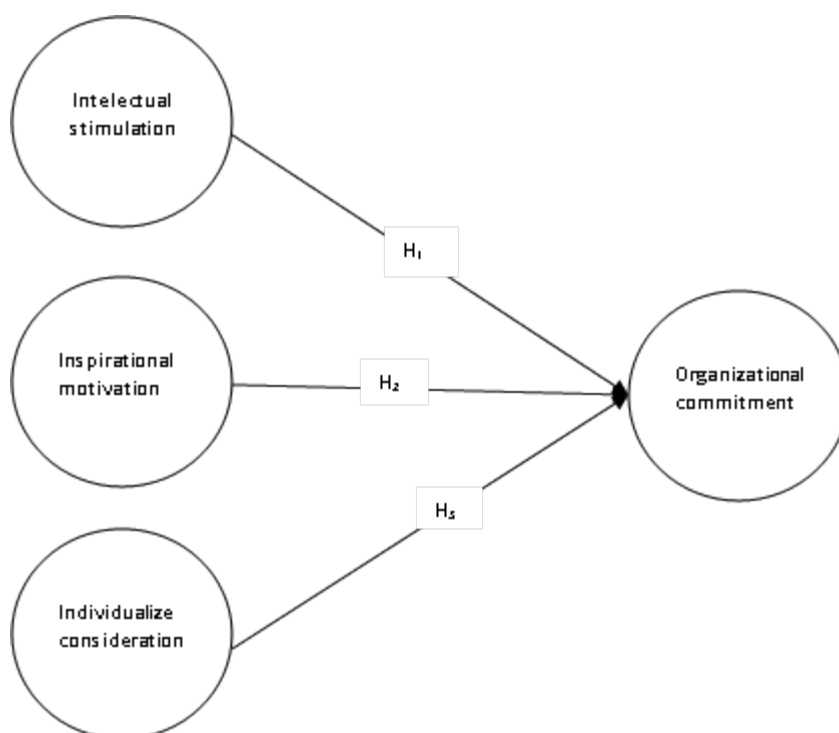 Intelectual
stimulation
H₁
Inspirational
motivation
H₂
Organizational
commitment
H₃
Individualize
consideration